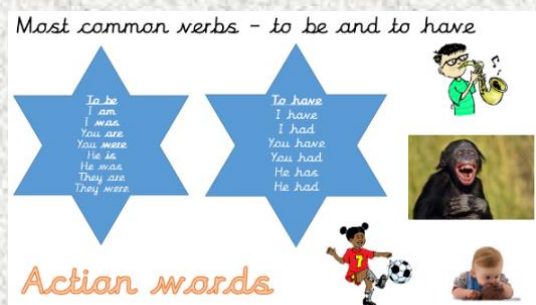 Most common verbs - to be and to have
To be
I am
I was
You are
You were
He is
He was
They are
They were
To have
I have
I had
You have
You had
He has
He had
7
Action words